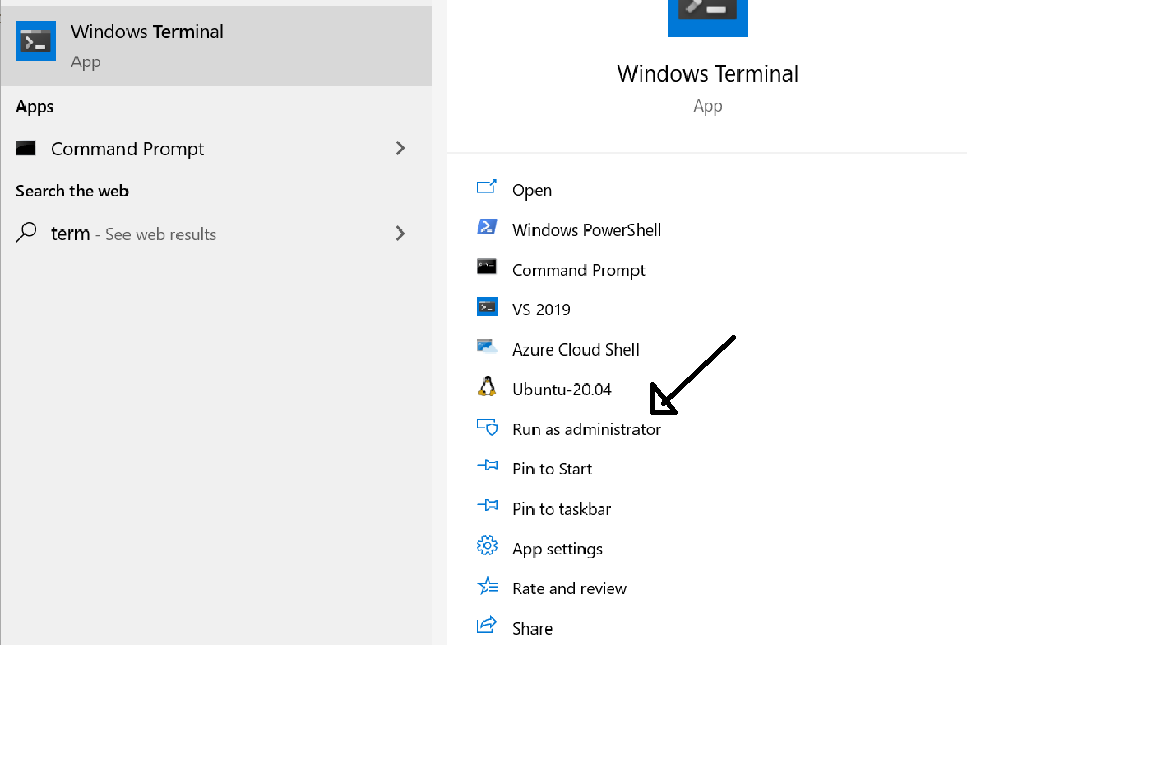 Windows Terminal
App
Apps
Command Prompt
Search the web
term - See web results
Windows Terminal
App
Open
Windows PowerShell
Command Prompt
VS 2019
Azure Cloud Shell
Ubuntu-20.04
Run as administrator
Pin to Start
Pin to taskbar
App settings
Rate and review
Share